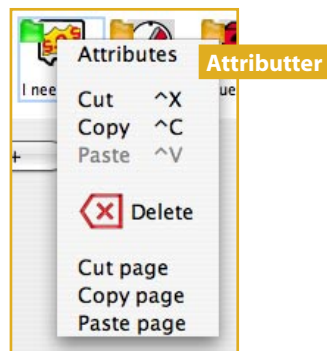 Attributes
Attributter
I nee
ue
Cut ^X
Copy ^C
Paste ^V
+
Delete
Cut page
Copy page
Paste page